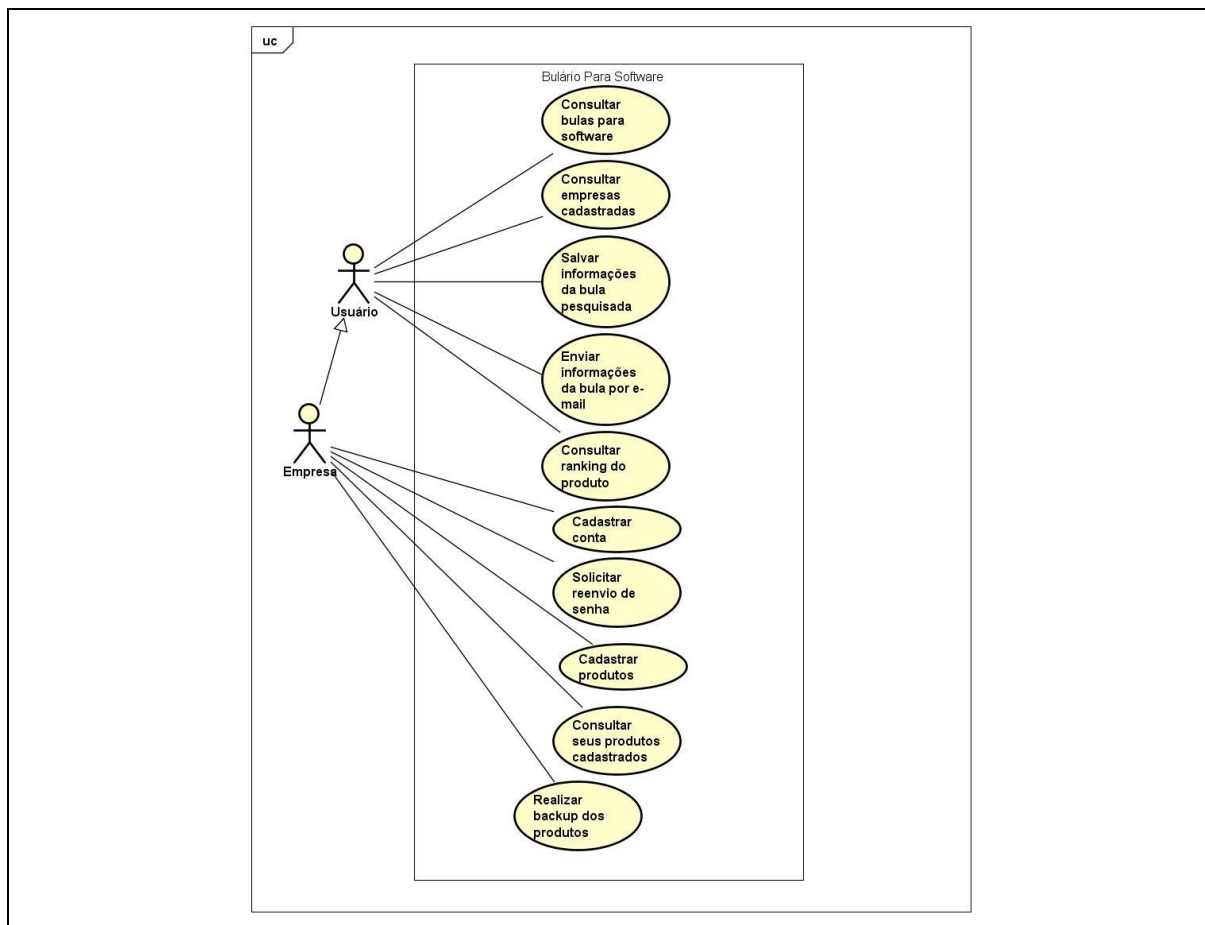 uc
Bulário Para Software
Consultar
bulas para
software
Consultar
empresas
cadastradas
Salvar
informações
da bula
pesquisada
Usuário
Enviar
informações
da bula por e-
mail
Consultar
ranking do
produto
Empresa
Cadastrar
conta
Solicitar
reenvio de
senha
Cadastrar
produtos
Consultar
seus produtos
cadastrados
Realizar
backup dos
produtos